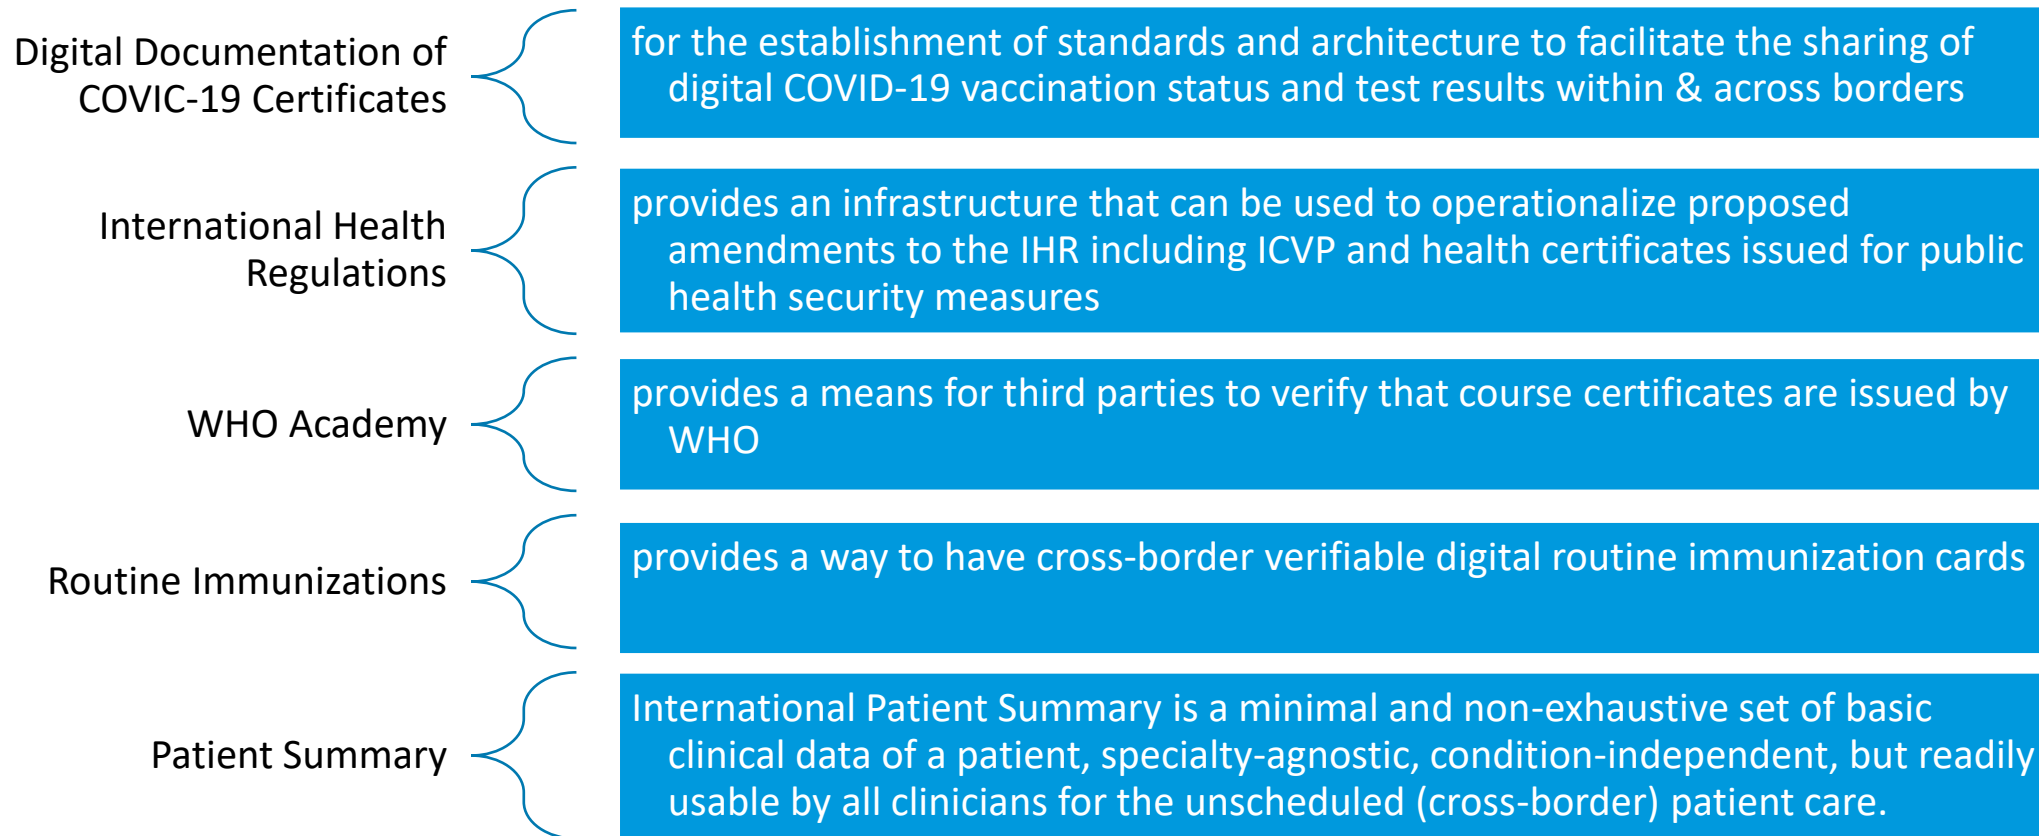 Digital Documentation of
COVIC-19 Certificates
for the establishment of standards and architecture to facilitate the sharing of
digital COVID-19 vaccination status and test results within & across borders
International Health
Regulations
provides an infrastructure that can be used to operationalize proposed
amendments to the IHR including ICVP and health certificates issued for public
health security measures
WHO Academy
provides a means for third parties to verify that course certificates are issued by
WHO
Routine Immunizations
provides a way to have cross-border verifiable digital routine immunization cards
Patient Summary
International Patient Summary is a minimal and non-exhaustive set of basic
clinical data of a patient, specialty-agnostic, condition-independent, but readily
usable by all clinicians for the unscheduled (cross-border) patient care.